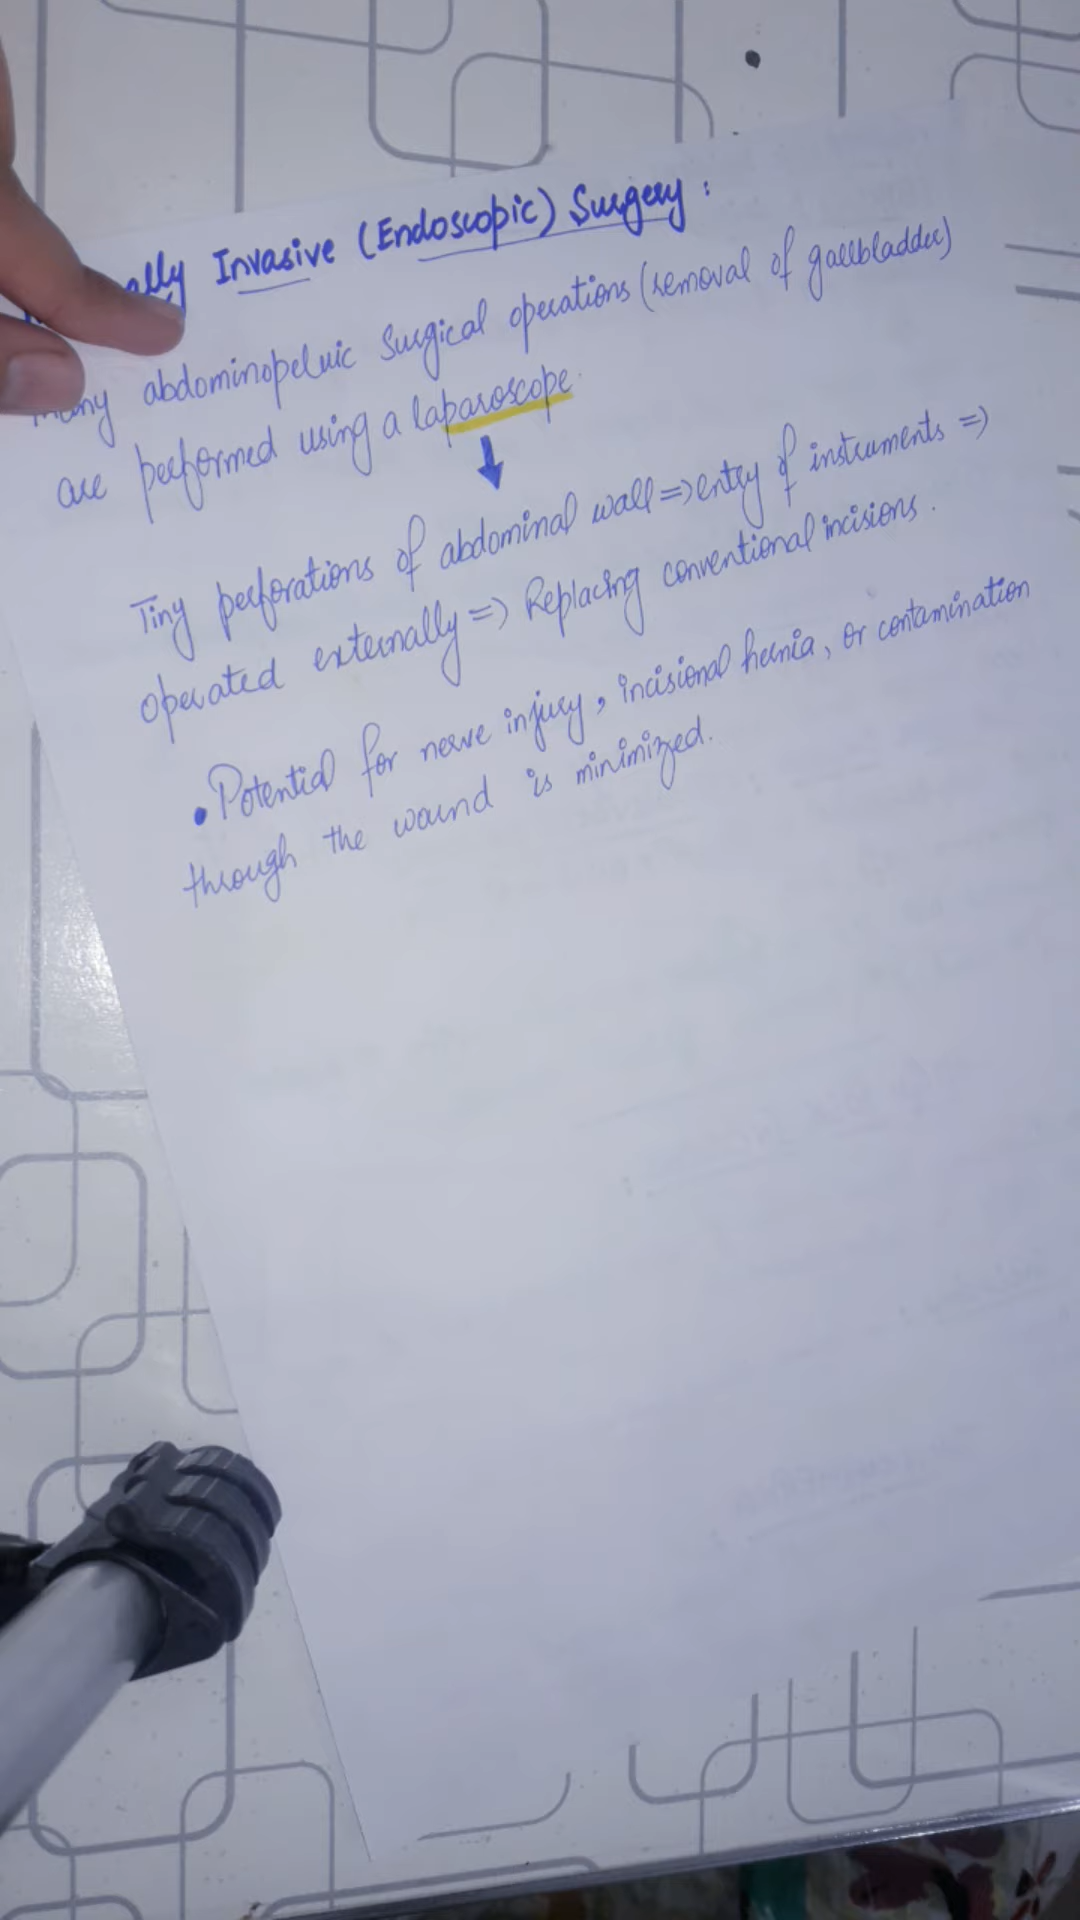 ally Invasive (Endoscopic) Surgery :
Many abdominopelvic Surgical operations (removal of gallbladder)
are performed using a laparoscope.
Tiny perforations of abdominal wall => entry of instruments =>
operated externally => Replacing conventional incisions.
• Potential for nerve injury, incisional hernia, or contamination
through the wound is minimized.